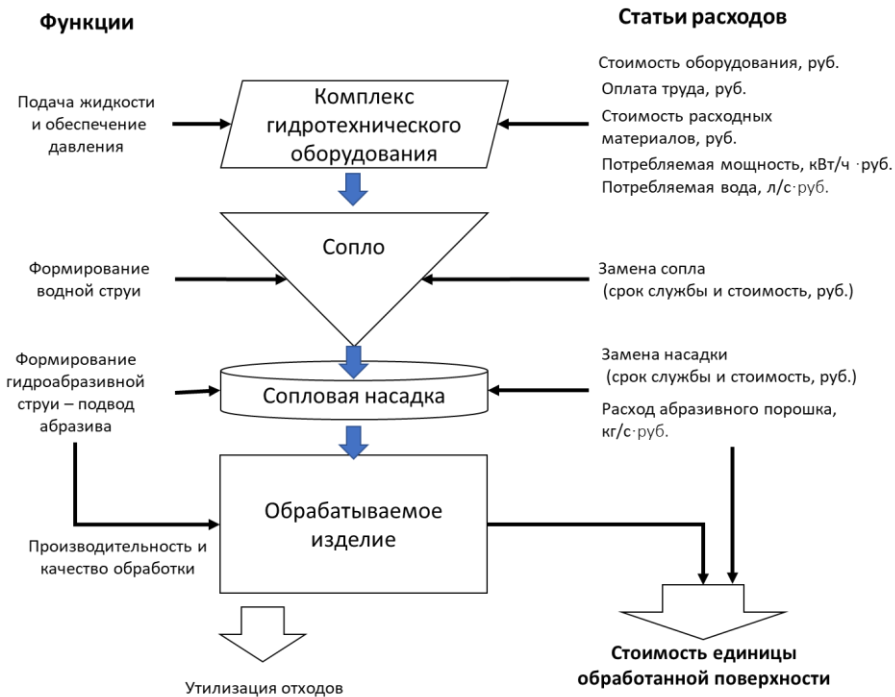 Функции
Статьи расходов
Подача жидкости
и обеспечение
давления
Комплекс
гидротехнического
оборудования
Стоимость оборудования, руб.
Оплата труда, руб.
Стоимость расходных
материалов, руб.
Потребляемая мощность, кВт/ч ·руб.
Потребляемая вода, л/с·руб.
Формирование
водной струи
Сопло
Замена сопла
(срок службы и стоимость, руб.)
Формирование
гидроабразивной
струи – подвод
абразива
Сопловая насадка
Замена насадки
(срок службы и стоимость, руб.)
Расход абразивного порошка,
кг/с·руб.
Производительность и
качество обработки
Обрабатываемое
изделие
Утилизация отходов
Стоимость единицы
обработанной поверхности